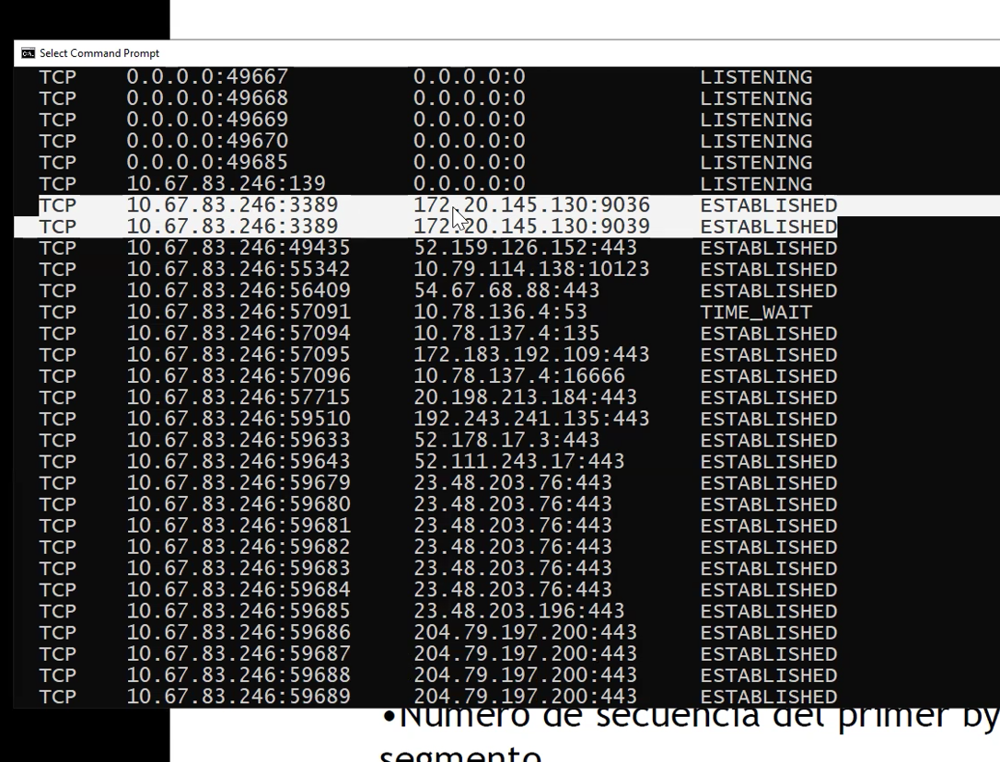 Select Command Prompt
TCP 0.0.0.0:49667 0.0.0.0:0 LISTENING
TCP 0.0.0.0:49668 0.0.0.0:0 LISTENING
TCP 0.0.0.0:49669 0.0.0.0:0 LISTENING
TCP 0.0.0.0:49670 0.0.0.0:0 LISTENING
TCP 0.0.0.0:49685 0.0.0.0:0 LISTENING
TCP 10.67.83.246:139 0.0.0.0:0 LISTENING
TCP 10.67.83.246:3389 172.20.145.130:9036 ESTABLISHED
TCP 10.67.83.246:3389 172.20.145.130:9039 ESTABLISHED
TCP 10.67.83.246:49435 52.159.126.152:443 ESTABLISHED
TCP 10.67.83.246:55342 10.79.114.138:10123 ESTABLISHED
TCP 10.67.83.246:56409 54.67.68.88:443 ESTABLISHED
TCP 10.67.83.246:57091 10.78.136.4:53 TIME_WAIT
TCP 10.67.83.246:57094 10.78.137.4:135 ESTABLISHED
TCP 10.67.83.246:57095 172.183.192.109:443 ESTABLISHED
TCP 10.67.83.246:57096 10.78.137.4:16666 ESTABLISHED
TCP 10.67.83.246:57715 20.198.213.184:443 ESTABLISHED
TCP 10.67.83.246:59510 192.243.241.135:443 ESTABLISHED
TCP 10.67.83.246:59633 52.178.17.3:443 ESTABLISHED
TCP 10.67.83.246:59643 52.111.243.17:443 ESTABLISHED
TCP 10.67.83.246:59679 23.48.203.76:443 ESTABLISHED
TCP 10.67.83.246:59680 23.48.203.76:443 ESTABLISHED
TCP 10.67.83.246:59681 23.48.203.76:443 ESTABLISHED
TCP 10.67.83.246:59682 23.48.203.76:443 ESTABLISHED
TCP 10.67.83.246:59683 23.48.203.76:443 ESTABLISHED
TCP 10.67.83.246:59684 23.48.203.76:443 ESTABLISHED
TCP 10.67.83.246:59685 23.48.203.196:443 ESTABLISHED
TCP 10.67.83.246:59686 204.79.197.200:443 ESTABLISHED
TCP 10.67.83.246:59687 204.79.197.200:443 ESTABLISHED
TCP 10.67.83.246:59688 204.79.197.200:443 ESTABLISHED
TCP 10.67.83.246:59689 204.79.197.200:443 ESTABLISHED
•Número de secuencia del primer by
segmento